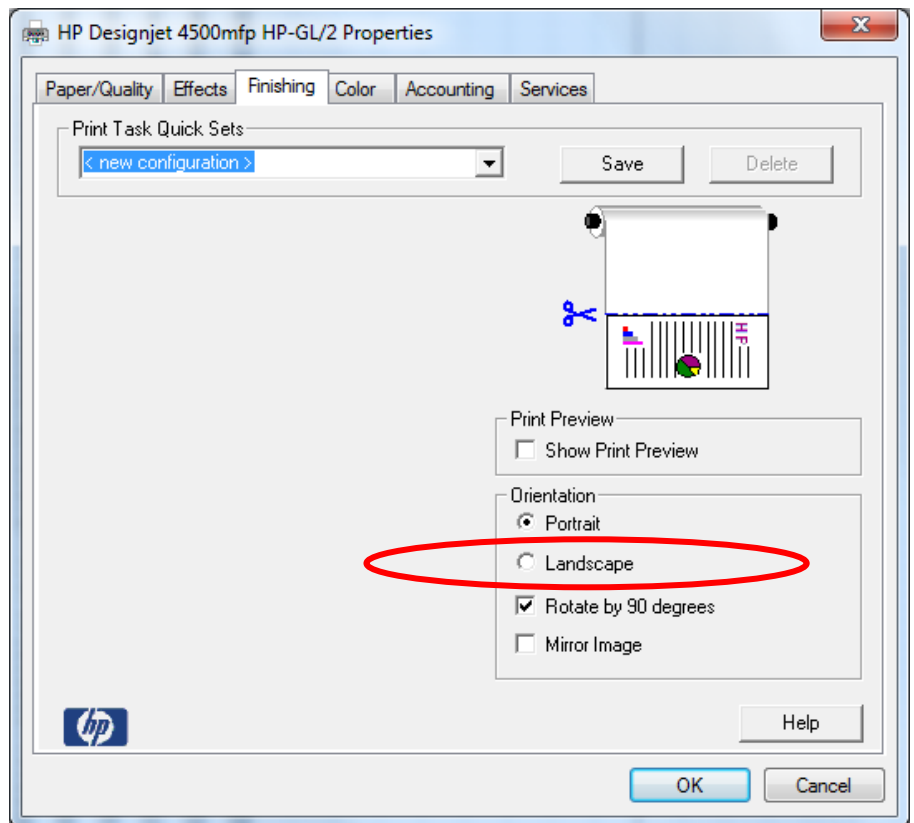 HP Designjet 4500mfp HP-GL/2 Properties
Paper/Quality Effects Finishing Color Accounting Services
Print Task Quick Sets
< new configuration > Save Delete
HP
Print Preview
Show Print Preview
Orientation
Portrait
Landscape
Rotate by 90 degrees
Mirror Image
hp Help
OK Cancel